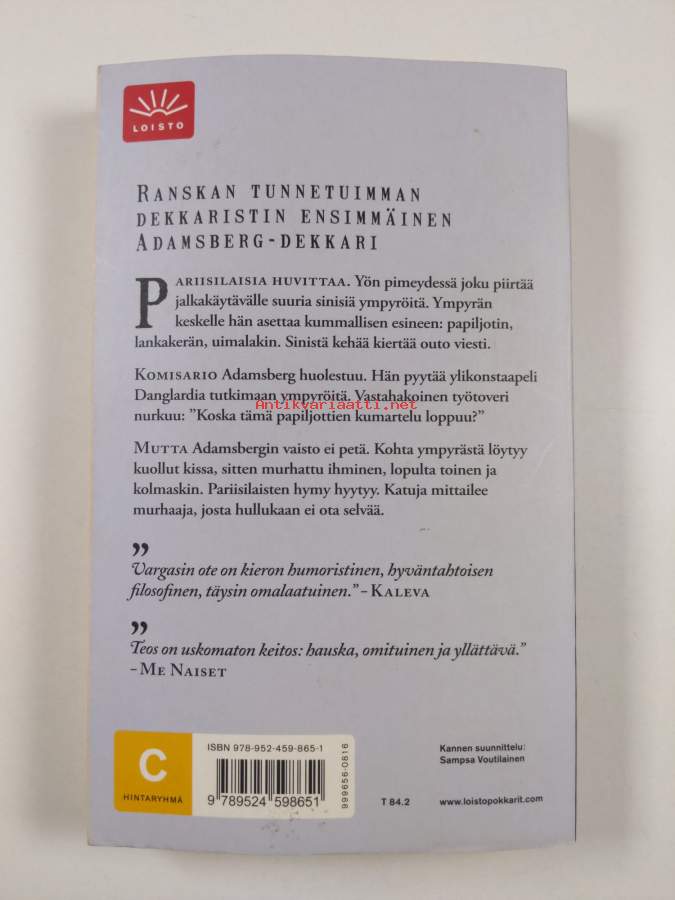 LOISTO
RANSKAN TUNNETUIMMAN
DEKKARISTIN ENSIMMÄINEN
ADAMSBERG-DEKKARI
PARIISILAISIA HUVITTAA. Yön pimeydessä joku piirtää
jalkakäytävälle suuria sinisiä ympyröitä. Ympyrän
keskelle hän asettaa kummallisen esineen: papiljotin,
lankakerän, uimalakin. Sinistä kehää kiertää outo viesti.
KOMISARIO Adamsberg huolestuu. Hän pyytää ylikonstaapeli
Danglardia tutkimaan ympyröitä. Vastahakoinen työtoveri
nurkuu: ”Koska tämä papiljottien kumartelu loppuu?”
Antikvariaatti.net
MUTTA Adamsbergin vaisto ei petä. Kohta ympyrästä löytyy
kuollut kissa, sitten murhattu ihminen, lopulta toinen ja
kolmaskin. Pariisilaisten hymy hyytyy. Katuja mittailee
murhaaja, josta hullukaan ei ota selvää.
”
Vargasin ote on kieron humoristinen, hyväntahtoisen
filosofinen, täysin omalaatuinen.” – KALEVA
”
Teos on uskomaton keitos: hauska, omituinen ja yllättävä.”
– ME NAISET
C
HINTARYHMÄ
ISBN 978-952-459-865-1
9 789524 598651
999656-0816
T 84.2
Kannen suunnittelu:
Sampsa Voutilainen
www.loistopokkarit.com